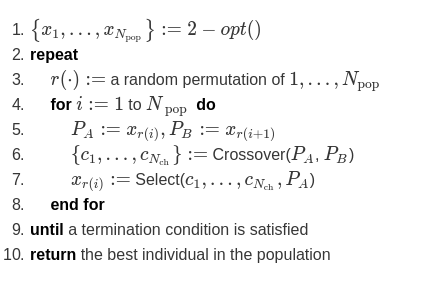 1. {x_1, …, x_{N_pop}} := 2 − opt()
2. repeat
3. r(·) := a random permutation of 1, …, N_pop
4. for i := 1 to N_pop do
5. P_A := x_{r(i)}, P_B := x_{r(i+1)}
6. {c_1, …, c_{N_ch}} := Crossover(P_A, P_B)
7. x_{r(i)} := Select(c_1, …, c_{N_ch}, P_A)
8. end for
9. until a termination condition is satisfied
10. return the best individual in the population